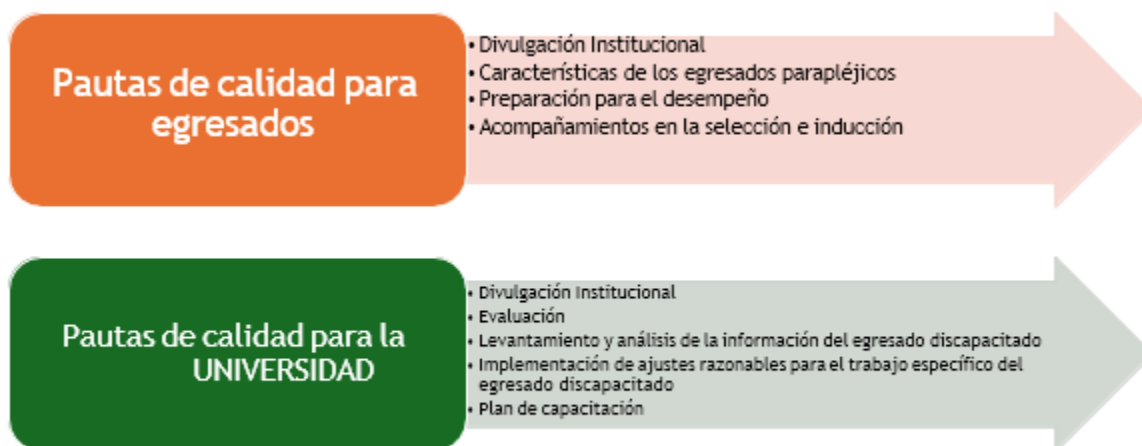 Pautas de calidad para
egresados
• Divulgación Institucional
• Características de los egresados parapléjicos
• Preparación para el desempeño
• Acompañamientos en la selección e inducción
Pautas de calidad para la
UNIVERSIDAD
• Divulgación Institucional
• Evaluación
• Levantamiento y análisis de la información del egresado discapacitado
• Implementación de ajustes razonables para el trabajo específico del
egresado discapacitado
• Plan de capacitación